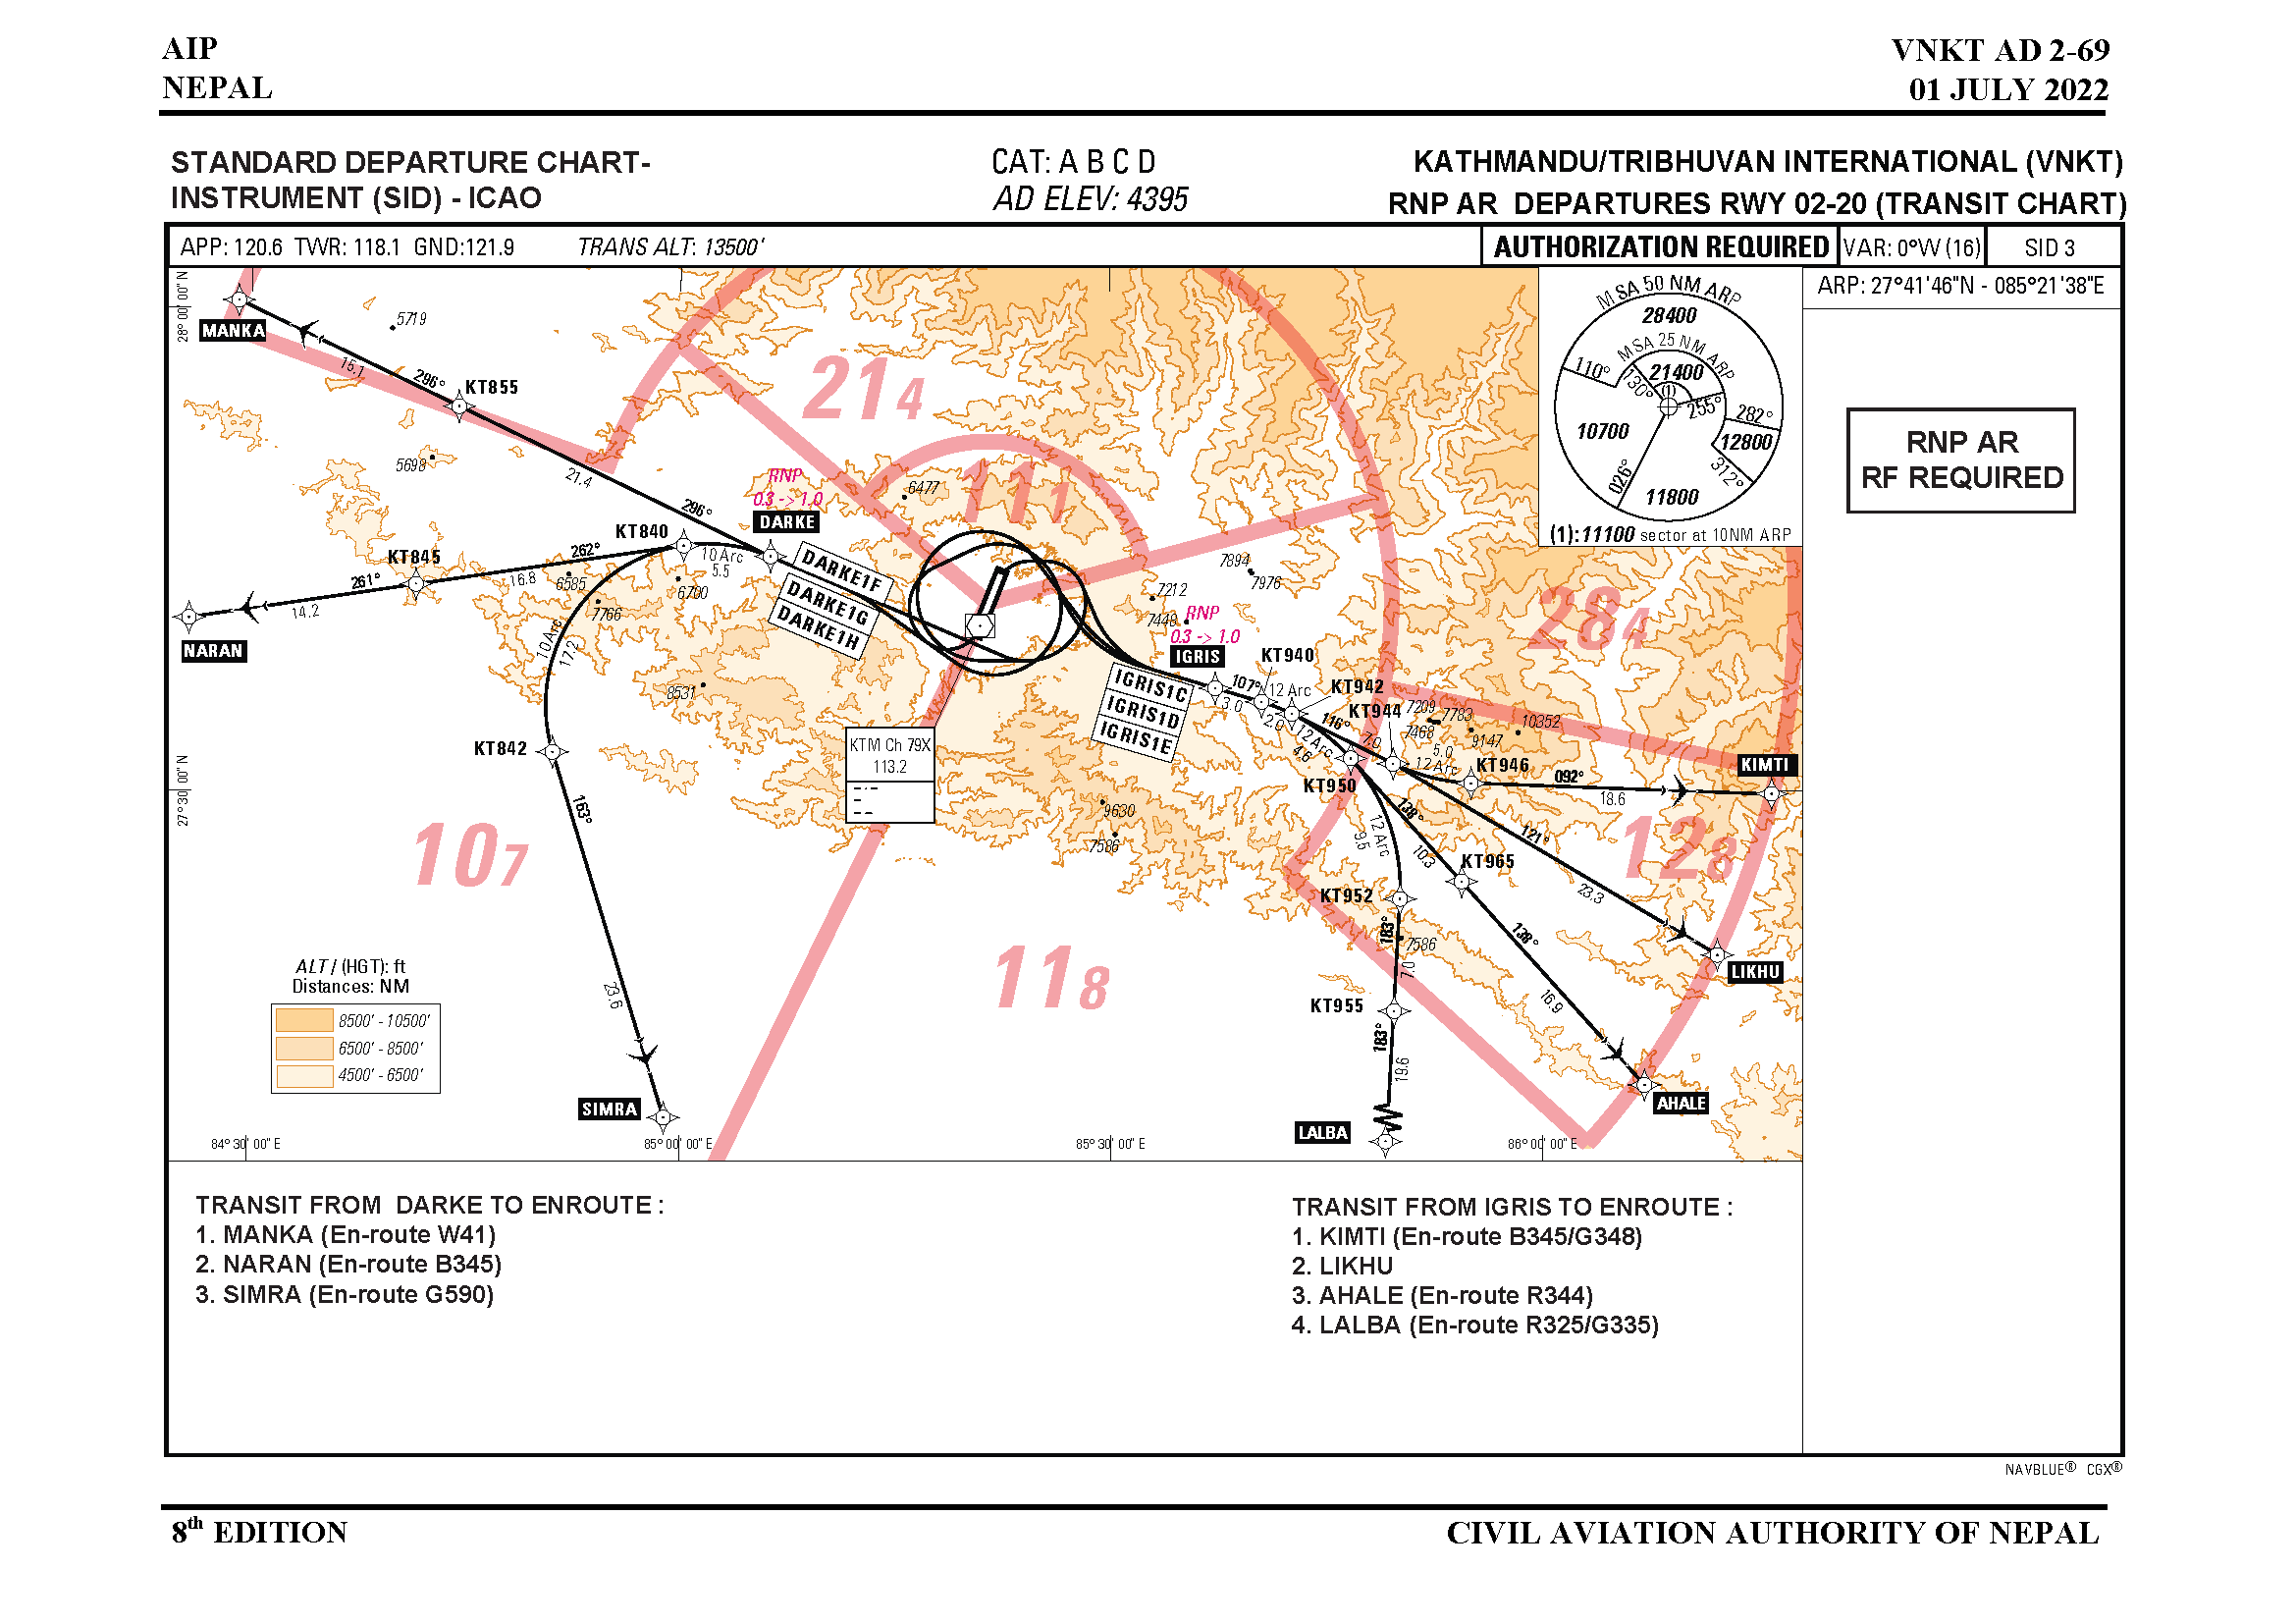 AIP
NEPAL
VNKT AD 2-69
01 JULY 2022
STANDARD DEPARTURE CHART-
INSTRUMENT (SID) - ICAO
CAT: A B C D
AD ELEV: 4395
KATHMANDU/TRIBHUVAN INTERNATIONAL (VNKT)
RNP AR DEPARTURES RWY 02-20 (TRANSIT CHART)
APP: 120.6 TWR: 118.1 GND:121.9
TRANS ALT: 13500'
AUTHORIZATION REQUIRED
VAR: 0°W (16)
SID 3
ARP: 27°41'46"N - 085°21'38"E
RNP AR
RF REQUIRED
MSA 50 NM ARP
28400
MSA 25 NM ARP
21400
(1)
110°
130°
255°
282°
312°
026°
10700
12800
11800
(1):11100 sector at 10NM ARP
28° 00' 00" N
MANKA
5719
15.1
296°
KT855
21.4
296°
5698
21 4
11 1
6477
RNP
0.3 -> 1.0
DARKE
KT840
10 Arc
5.5
262°
KT845
16.8
261°
14.2
NARAN
6585
7766
6700
10 Arc
17.2
DARKE1F
DARKE1G
DARKE1H
7894
7976
7212
7448
RNP
0.3 -> 1.0
IGRIS
28 4
IGRIS1C
IGRIS1D
IGRIS1E
107°
3.0
KT940
12 Arc
2.0
KT942
116°
7.0
KT944
7209
7783
7468
9147
10352
12 Arc
4.6
5.0
12 Arc
KT946
092°
18.6
KIMTI
KT950
8531
KT842
163°
23.6
SIMRA
KTM Ch 79X
113.2
9630
7586
27°30' 00" N
10 7
11 8
12 8
12 Arc
9.5
138°
10.3
KT965
121°
23.3
LIKHU
KT952
183°
7586
7.0
138°
16.9
AHALE
KT955
183°
19.6
LALBA
ALT / (HGT): ft
Distances: NM
8500' - 10500'
6500' - 8500'
4500' - 6500'
84° 30' 00" E
85° 00' 00" E
85° 30' 00" E
86° 00' 00" E
TRANSIT FROM DARKE TO ENROUTE :
1. MANKA (En-route W41)
2. NARAN (En-route B345)
3. SIMRA (En-route G590)
TRANSIT FROM IGRIS TO ENROUTE :
1. KIMTI (En-route B345/G348)
2. LIKHU
3. AHALE (En-route R344)
4. LALBA (En-route R325/G335)
NAVBLUE® CGX®
8th EDITION
CIVIL AVIATION AUTHORITY OF NEPAL